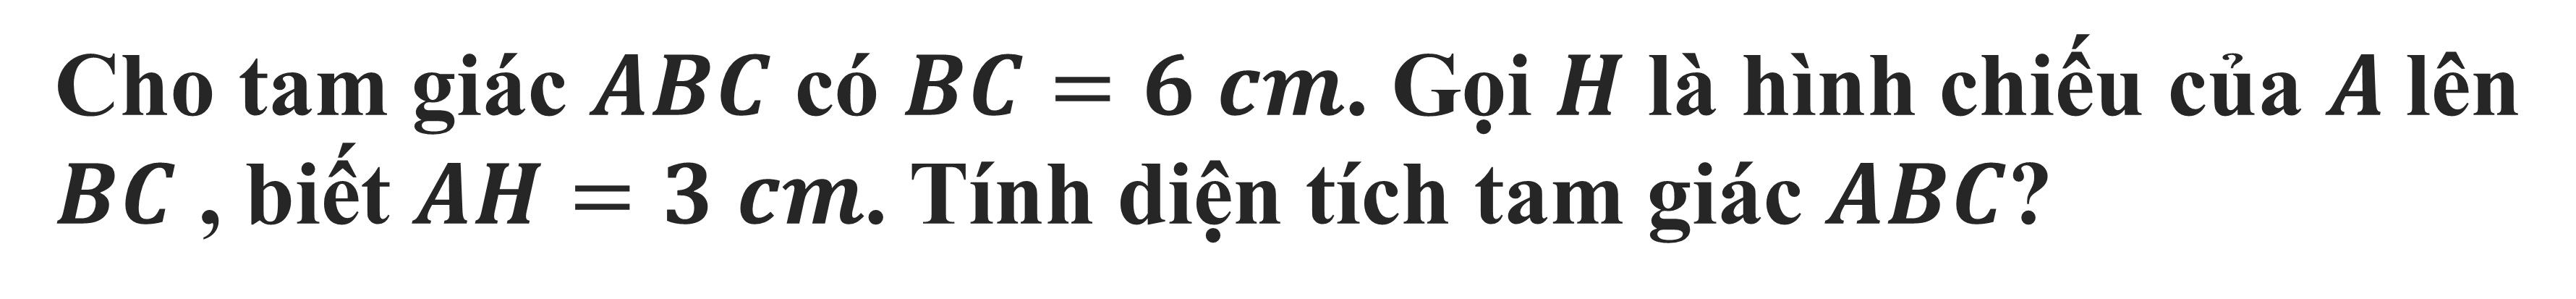 Cho tam giác ABC có BC = 6 cm. Gọi H là hình chiếu của A lên
BC , biết AH = 3 cm. Tính diện tích tam giác ABC?